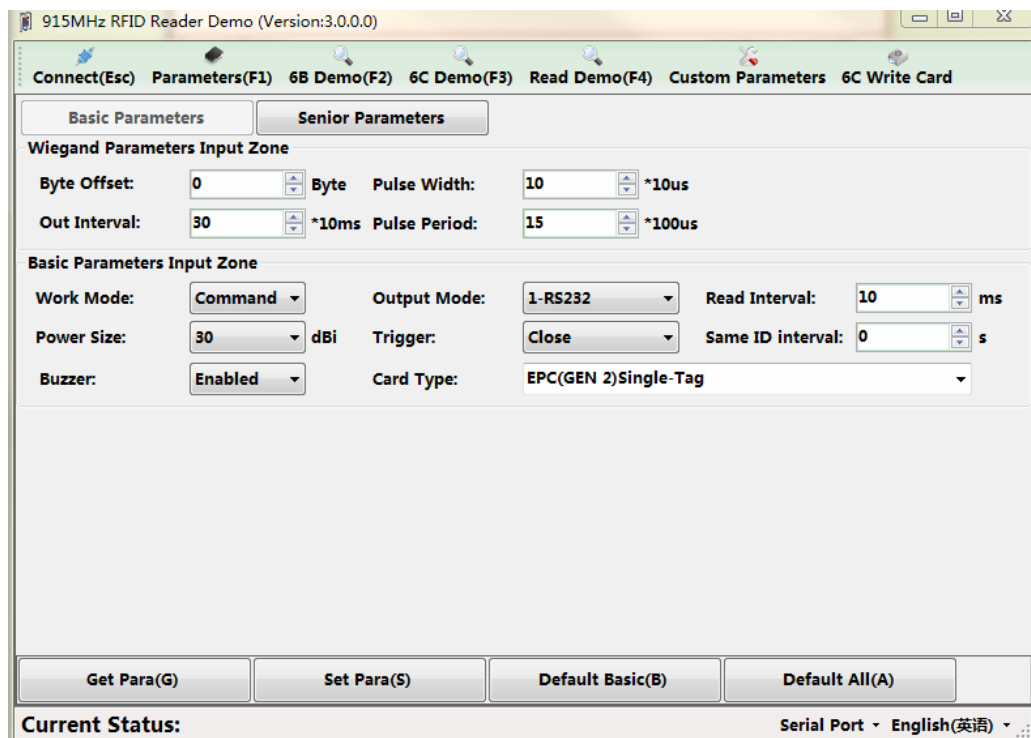 915MHz RFID Reader Demo (Version:3.0.0.0)
Connect(Esc) Parameters(F1) 6B Demo(F2) 6C Demo(F3) Read Demo(F4) Custom Parameters 6C Write Card
Basic Parameters Senior Parameters
Wiegand Parameters Input Zone
Byte Offset: 0 Byte Pulse Width: 10 *10us
Out Interval: 30 *10ms Pulse Period: 15 *100us
Basic Parameters Input Zone
Work Mode: Command Output Mode: 1-RS232 Read Interval: 10 ms
Power Size: 30 dBi Trigger: Close Same ID interval: 0 s
Buzzer: Enabled Card Type: EPC(GEN 2)Single-Tag
Get Para(G) Set Para(S) Default Basic(B) Default All(A)
Current Status: Serial Port English(英语)